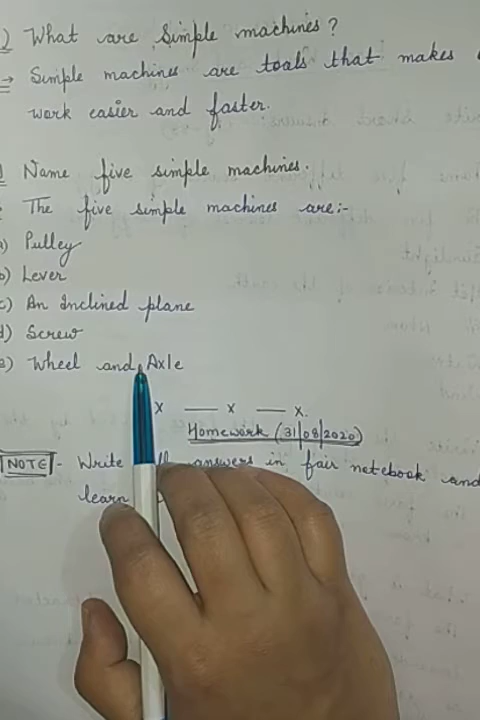 ) What are simple machines?
→ Simple machines are tools that makes
work easier and faster.
Name five simple machines.
The five simple machines are:-
a) Pulley
b) Lever
c) An Inclined plane
d) Screw
e) Wheel and Axle
x — x — x.
Homework (31/08/2020)
NOTE - Write answers in fair notebook and
learn